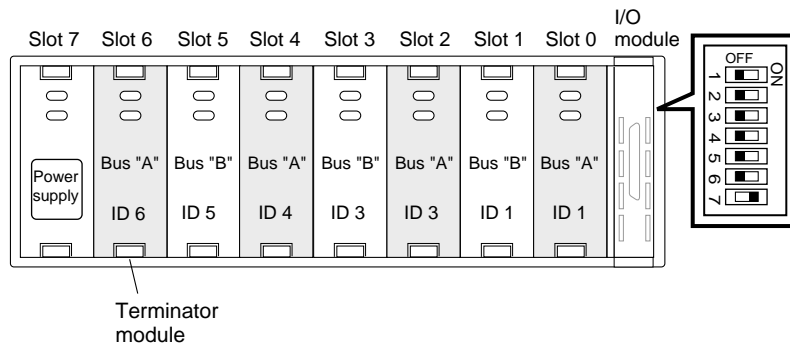 I/O
module
Slot 7 Slot 6 Slot 5 Slot 4 Slot 3 Slot 2 Slot 1 Slot 0
OFF
ON
1
2
3
4
5
6
7
Power
supply
Bus "A" Bus "B" Bus "A" Bus "B" Bus "A" Bus "B" Bus "A"
ID 6 ID 5 ID 4 ID 3 ID 3 ID 1 ID 1
Terminator
module